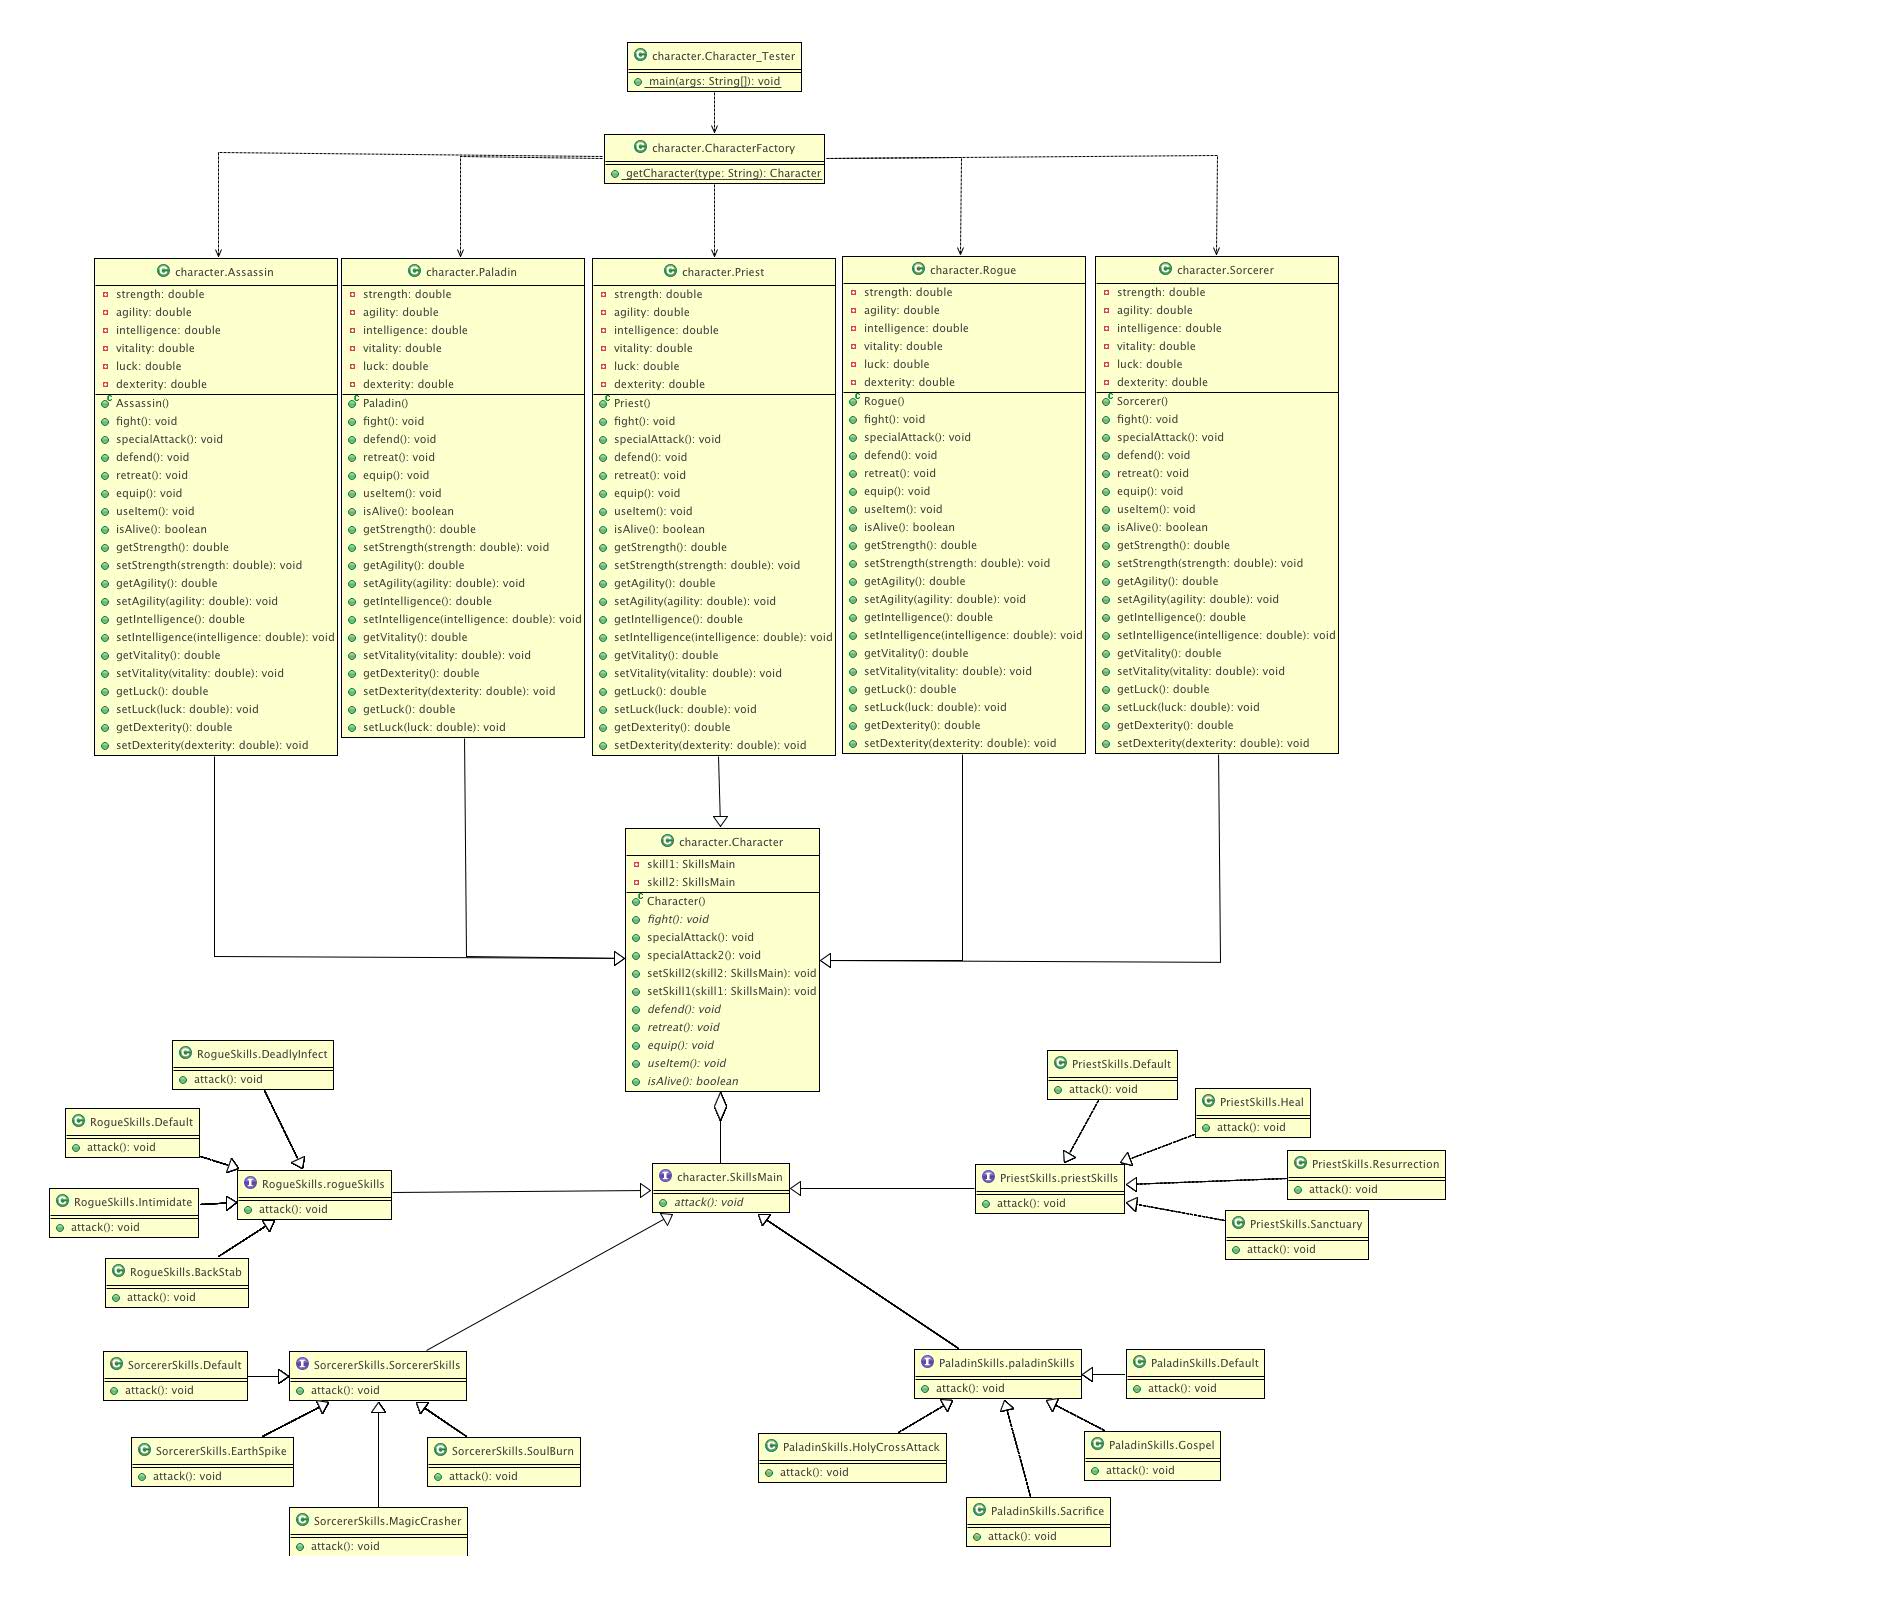 character.Character_Tester
main(args: String[]): void
character.CharacterFactory
getCharacter(type: String): Character
character.Assassin
strength: double
agility: double
intelligence: double
vitality: double
luck: double
dexterity: double
Assassin()
fight(): void
specialAttack(): void
defend(): void
retreat(): void
equip(): void
useItem(): void
isAlive(): boolean
getStrength(): double
setStrength(strength: double): void
getAgility(): double
setAgility(agility: double): void
getIntelligence(): double
setIntelligence(intelligence: double): void
getVitality(): double
setVitality(vitality: double): void
getLuck(): double
setLuck(luck: double): void
getDexterity(): double
setDexterity(dexterity: double): void
character.Paladin
strength: double
agility: double
intelligence: double
vitality: double
luck: double
dexterity: double
Paladin()
fight(): void
defend(): void
retreat(): void
equip(): void
useItem(): void
isAlive(): boolean
getStrength(): double
setStrength(strength: double): void
getAgility(): double
setAgility(agility: double): void
getIntelligence(): double
setIntelligence(intelligence: double): void
getVitality(): double
setVitality(vitality: double): void
getDexterity(): double
setDexterity(dexterity: double): void
getLuck(): double
setLuck(luck: double): void
character.Priest
strength: double
agility: double
intelligence: double
vitality: double
luck: double
dexterity: double
Priest()
fight(): void
specialAttack(): void
defend(): void
retreat(): void
equip(): void
useItem(): void
isAlive(): boolean
getStrength(): double
setStrength(strength: double): void
getAgility(): double
setAgility(agility: double): void
getIntelligence(): double
setIntelligence(intelligence: double): void
getVitality(): double
setVitality(vitality: double): void
getLuck(): double
setLuck(luck: double): void
getDexterity(): double
setDexterity(dexterity: double): void
character.Rogue
strength: double
agility: double
intelligence: double
vitality: double
luck: double
dexterity: double
Rogue()
fight(): void
specialAttack(): void
defend(): void
retreat(): void
equip(): void
useItem(): void
isAlive(): boolean
getStrength(): double
setStrength(strength: double): void
getAgility(): double
setAgility(agility: double): void
getIntelligence(): double
setIntelligence(intelligence: double): void
getVitality(): double
setVitality(vitality: double): void
getLuck(): double
setLuck(luck: double): void
getDexterity(): double
setDexterity(dexterity: double): void
character.Sorcerer
strength: double
agility: double
intelligence: double
vitality: double
luck: double
dexterity: double
Sorcerer()
fight(): void
specialAttack(): void
defend(): void
retreat(): void
equip(): void
useItem(): void
isAlive(): boolean
getStrength(): double
setStrength(strength: double): void
getAgility(): double
setAgility(agility: double): void
getIntelligence(): double
setIntelligence(intelligence: double): void
getVitality(): double
setVitality(vitality: double): void
getLuck(): double
setLuck(luck: double): void
getDexterity(): double
setDexterity(dexterity: double): void
character.Character
skill1: SkillsMain
skill2: SkillsMain
Character()
fight(): void
specialAttack(): void
specialAttack2(): void
setSkill2(skill2: SkillsMain): void
setSkill1(skill1: SkillsMain): void
defend(): void
retreat(): void
equip(): void
useItem(): void
isAlive(): boolean
RogueSkills.DeadlyInfect
attack(): void
RogueSkills.Default
attack(): void
RogueSkills.rogueSkills
attack(): void
RogueSkills.Intimidate
attack(): void
RogueSkills.BackStab
attack(): void
character.SkillsMain
attack(): void
PriestSkills.Default
attack(): void
PriestSkills.Heal
attack(): void
PriestSkills.priestSkills
attack(): void
PriestSkills.Resurrection
attack(): void
PriestSkills.Sanctuary
attack(): void
SorcererSkills.Default
attack(): void
SorcererSkills.SorcererSkills
attack(): void
SorcererSkills.EarthSpike
attack(): void
SorcererSkills.SoulBurn
attack(): void
SorcererSkills.MagicCrasher
attack(): void
PaladinSkills.paladinSkills
attack(): void
PaladinSkills.Default
attack(): void
PaladinSkills.HolyCrossAttack
attack(): void
PaladinSkills.Gospel
attack(): void
PaladinSkills.Sacrifice
attack(): void